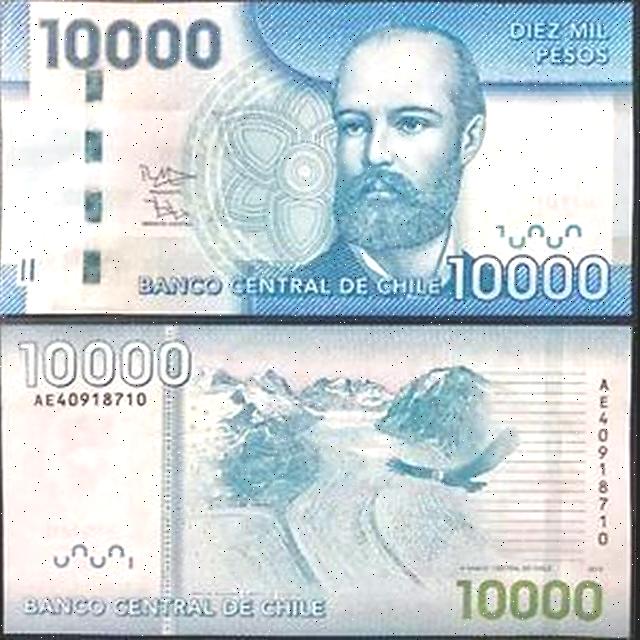 10000
DIEZ MIL
PESOS
BANCO CENTRAL DE CHILE
10000
10000
AE40918710
AE40918710
10000
BANCO CENTRAL DE CHILE